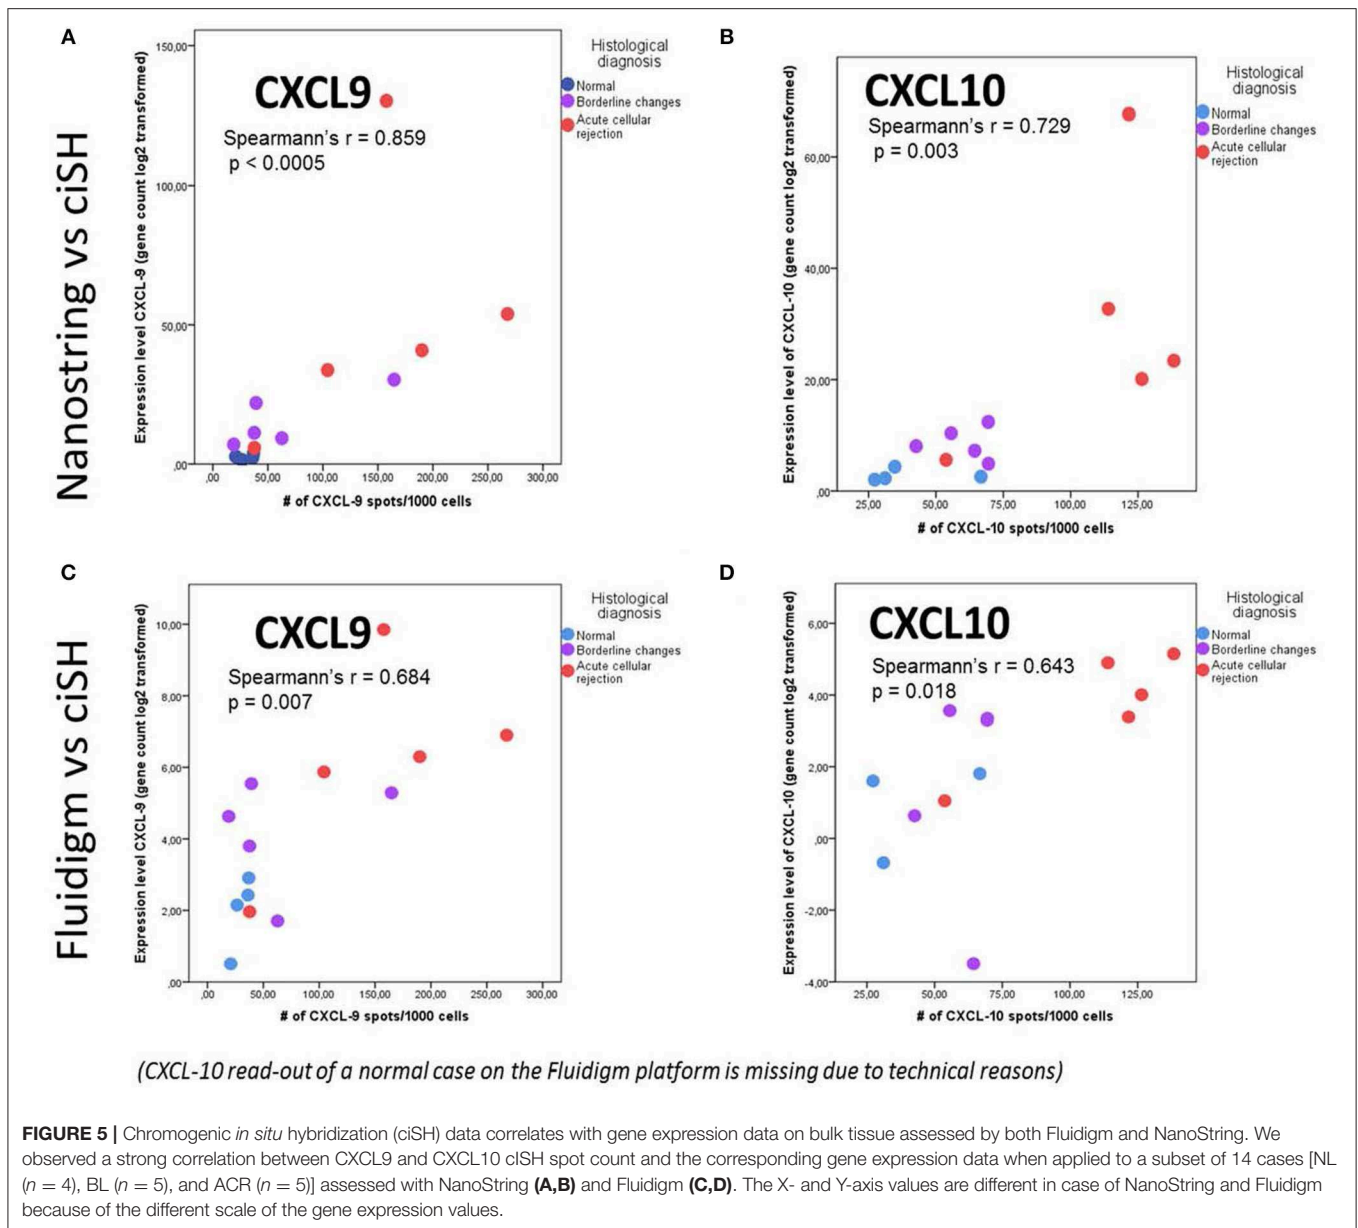 Nanostring vs ciSH
A
150,00
100,00
50,00
,00
Expression level CXCL-9 (gene count log2 transformed)
CXCL9
Spearmann's r = 0.859
p < 0.0005
,00 50,00 100,00 150,00 200,00 250,00 300,00
# of CXCL-9 spots/1000 cells
Histological
diagnosis
Normal
Borderline changes
Acute cellular
rejection
B
60,00
40,00
20,00
,00
Expression level of CXCL-10 (gene count log2 transformed)
CXCL10
Spearmann's r = 0.729
p = 0.003
25,00 50,00 75,00 100,00 125,00
# of CXCL-10 spots/1000 cells
Histological
diagnosis
Normal
Borderline changes
Acute cellular
rejection
Fluidigm vs ciSH
C
10,00
8,00
6,00
4,00
2,00
,00
Expression level CXCL-9 (gene count log2 transformed)
CXCL9
Spearmann's r = 0.684
p = 0.007
,00 50,00 100,00 150,00 200,00 250,00 300,00
# of CXCL-9 spots/1000 cells
Histological
diagnosis
Normal
Borderline changes
Acute cellular
rejection
D
6,00
4,00
2,00
,00
-2,00
-4,00
Expression level of CXCL-10 (gene count log2 transformed)
CXCL10
Spearmann's r = 0.643
p = 0.018
25,00 50,00 75,00 100,00 125,00
# of CXCL-10 spots/1000 cells
Histological
diagnosis
Normal
Borderline changes
Acute cellular
rejection
(CXCL-10 read-out of a normal case on the Fluidigm platform is missing due to technical reasons)
FIGURE 5 | Chromogenic in situ hybridization (ciSH) data correlates with gene expression data on bulk tissue assessed by both Fluidigm and NanoString. We
observed a strong correlation between CXCL9 and CXCL10 cISH spot count and the corresponding gene expression data when applied to a subset of 14 cases [NL
(n = 4), BL (n = 5), and ACR (n = 5)] assessed with NanoString (A,B) and Fluidigm (C,D). The X- and Y-axis values are different in case of NanoString and Fluidigm
because of the different scale of the gene expression values.